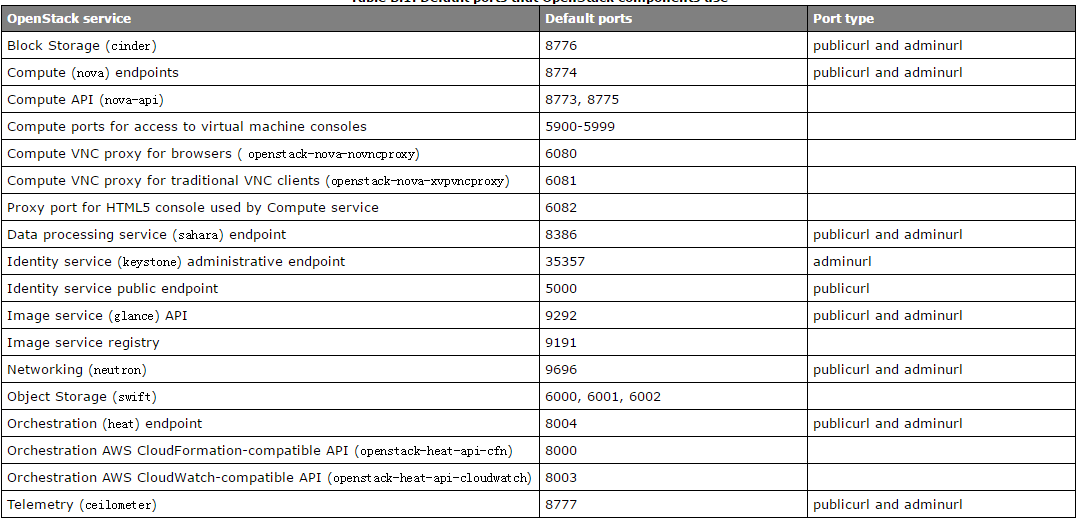 Table B.1. Default ports that OpenStack components use
OpenStack service Default ports Port type
Block Storage (cinder) 8776 publicurl and adminurl
Compute (nova) endpoints 8774 publicurl and adminurl
Compute API (nova-api) 8773, 8775
Compute ports for access to virtual machine consoles 5900-5999
Compute VNC proxy for browsers ( openstack-nova-novncproxy) 6080
Compute VNC proxy for traditional VNC clients (openstack-nova-xvpvncproxy) 6081
Proxy port for HTML5 console used by Compute service 6082
Data processing service (sahara) endpoint 8386 publicurl and adminurl
Identity service (keystone) administrative endpoint 35357 adminurl
Identity service public endpoint 5000 publicurl
Image service (glance) API 9292 publicurl and adminurl
Image service registry 9191
Networking (neutron) 9696 publicurl and adminurl
Object Storage (swift) 6000, 6001, 6002
Orchestration (heat) endpoint 8004 publicurl and adminurl
Orchestration AWS CloudFormation-compatible API (openstack-heat-api-cfn) 8000
Orchestration AWS CloudWatch-compatible API (openstack-heat-api-cloudwatch) 8003
Telemetry (ceilometer) 8777 publicurl and adminurl